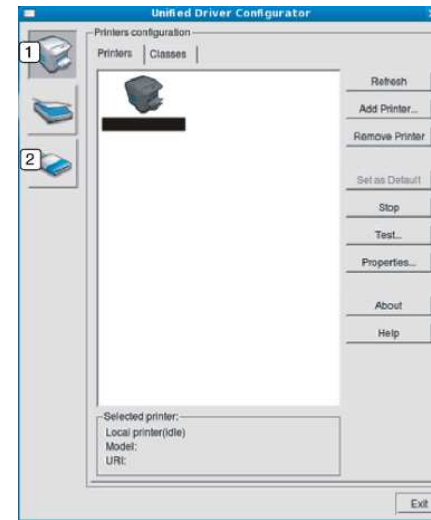 Unified Driver Configurator
Printers configuration
1
Printers
Classes
Refresh
Add Printer...
Remove Printer
2
Set as Default
Stop
Test...
Properties...
About
Help
Selected printer:
Local printer(idle)
Model:
URI:
Exit